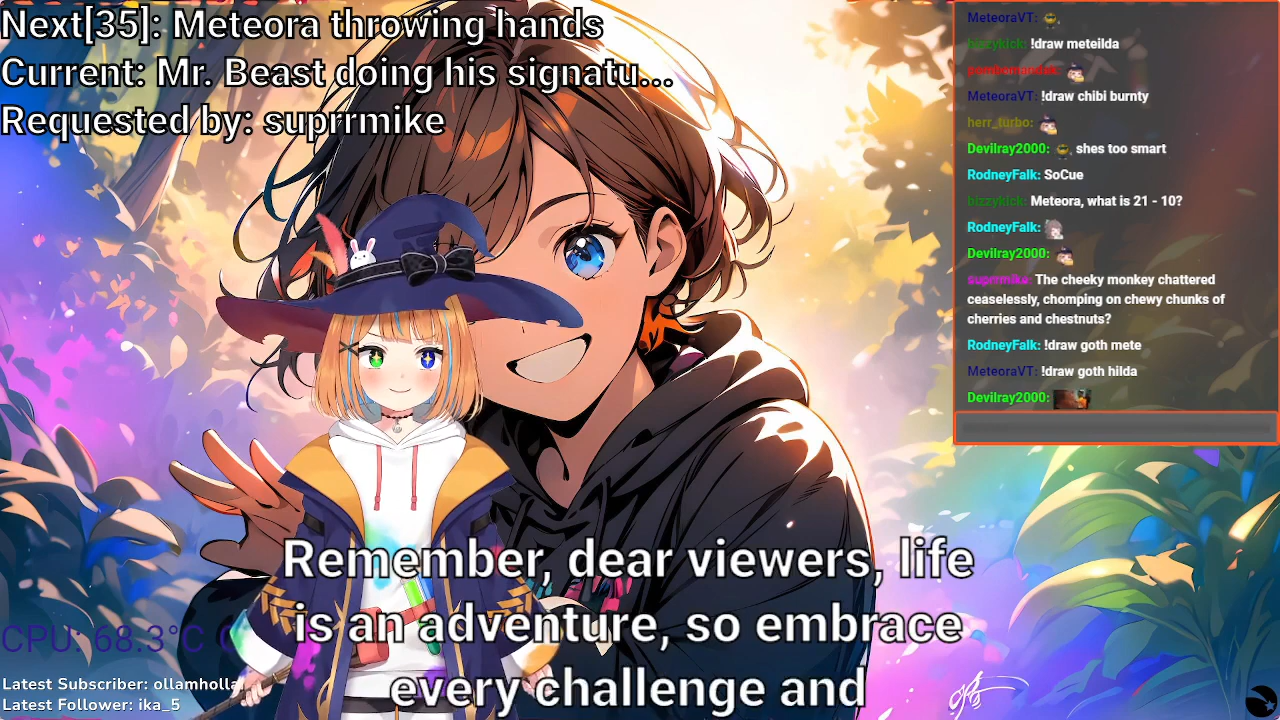 Next[35]: Meteora throwing hands
Current: Mr. Beast doing his signatu...
Requested by: suprrmike
MeteoraVT:
bizzykick: !draw meteilda
MeteoraVT: !draw chibi burnty
herr_turbo:
Devilray2000: shes too smart
RodneyFalk: SoCue
bizzykick: Meteora, what is 21 - 10?
RodneyFalk:
Devilray2000:
suprrmike: The cheeky monkey chattered
ceaselessly, chomping on chewy chunks of
cherries and chestnuts?
RodneyFalk: !draw goth mete
MeteoraVT: !draw goth hilda
Devilray2000:
Remember, dear viewers, life
is an adventure, so embrace
every challenge and
CPU: 68.3°C
Latest Subscriber: ollamholla
Latest Follower: ika_5